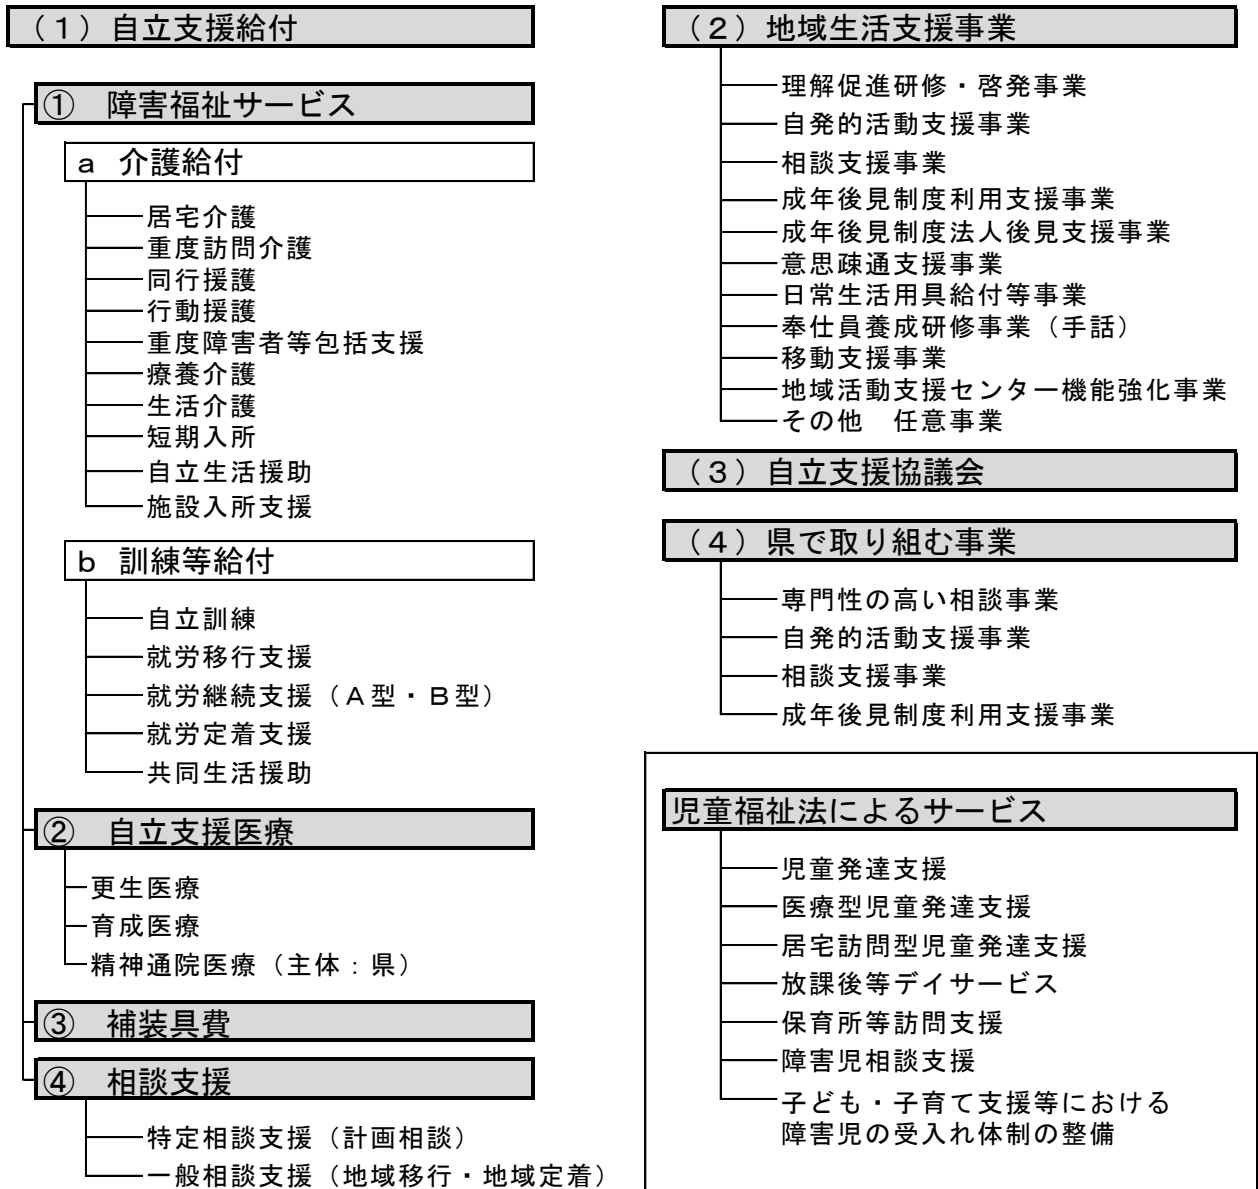 （１）自立支援給付
①　障害福祉サービス
ａ　介護給付
居宅介護
重度訪問介護
同行援護
行動援護
重度障害者等包括支援
療養介護
生活介護
短期入所
自立生活援助
施設入所支援
ｂ　訓練等給付
自立訓練
就労移行支援
就労継続支援（Ａ型・Ｂ型）
就労定着支援
共同生活援助
②　自立支援医療
更生医療
育成医療
精神通院医療（主体：県）
③　補装具費
④　相談支援
特定相談支援（計画相談）
一般相談支援（地域移行・地域定着）
（２）地域生活支援事業
理解促進研修・啓発事業
自発的活動支援事業
相談支援事業
成年後見制度利用支援事業
成年後見制度法人後見支援事業
意思疎通支援事業
日常生活用具給付等事業
奉仕員養成研修事業（手話）
移動支援事業
地域活動支援センター機能強化事業
その他　任意事業
（３）自立支援協議会
（４）県で取り組む事業
専門性の高い相談事業
自発的活動支援事業
相談支援事業
成年後見制度利用支援事業
児童福祉法によるサービス
児童発達支援
医療型児童発達支援
居宅訪問型児童発達支援
放課後等デイサービス
保育所等訪問支援
障害児相談支援
子ども・子育て支援等における
障害児の受入れ体制の整備